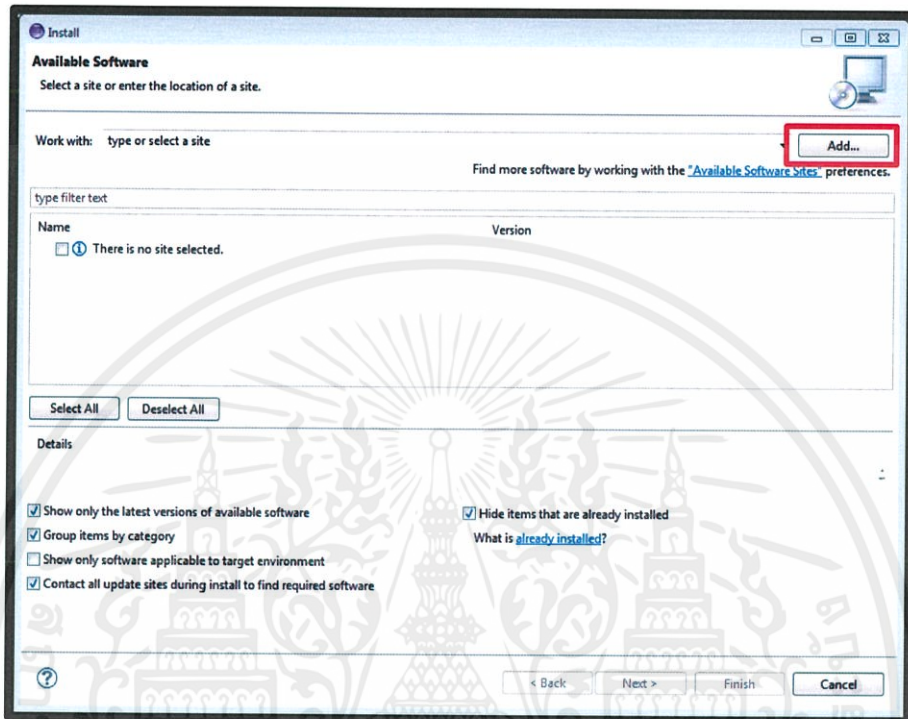 Install
Available Software
Select a site or enter the location of a site.
Work with: type or select a site
Add...
Find more software by working with the "Available Software Sites" preferences.
type filter text
Name Version
There is no site selected.
Select All Deselect All
Details
Show only the latest versions of available software Hide items that are already installed
Group items by category What is already installed?
Show only software applicable to target environment
Contact all update sites during install to find required software
< Back Next > Finish Cancel